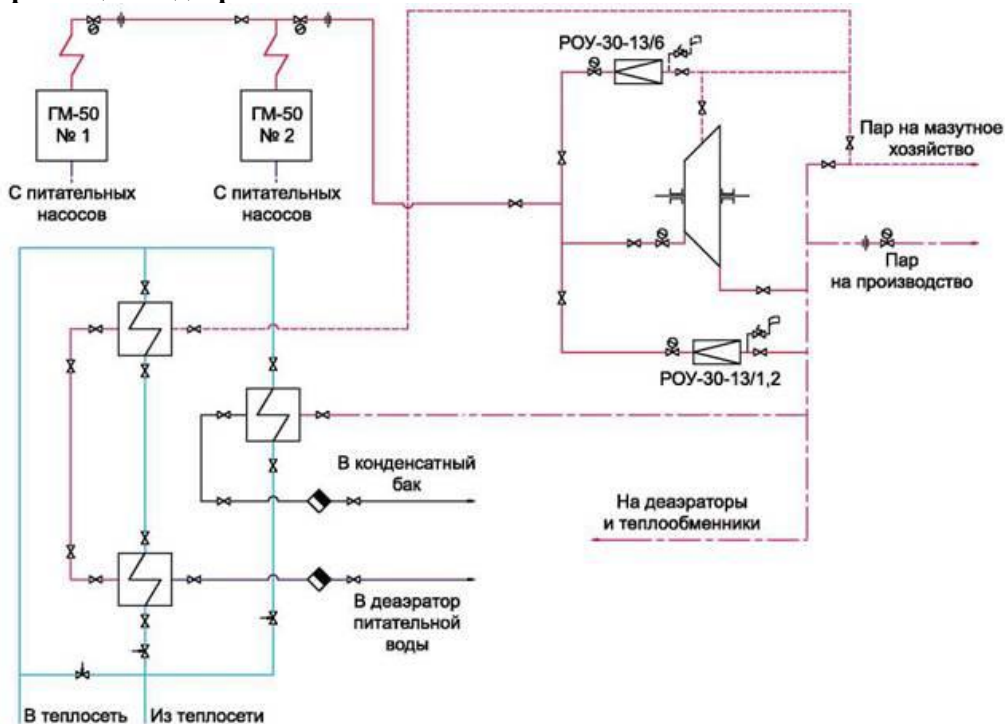 РОУ-30-13/6
ГМ-50
№ 1
ГМ-50
№ 2
Пар на мазутное
хозяйство
С питательных
насосов
С питательных
насосов
Пар
на производство
РОУ-30-13/1,2
В конденсатный
бак
На деаэраторы
и теплообменники
В деаэратор
питательной
воды
В теплосеть
Из теплосети